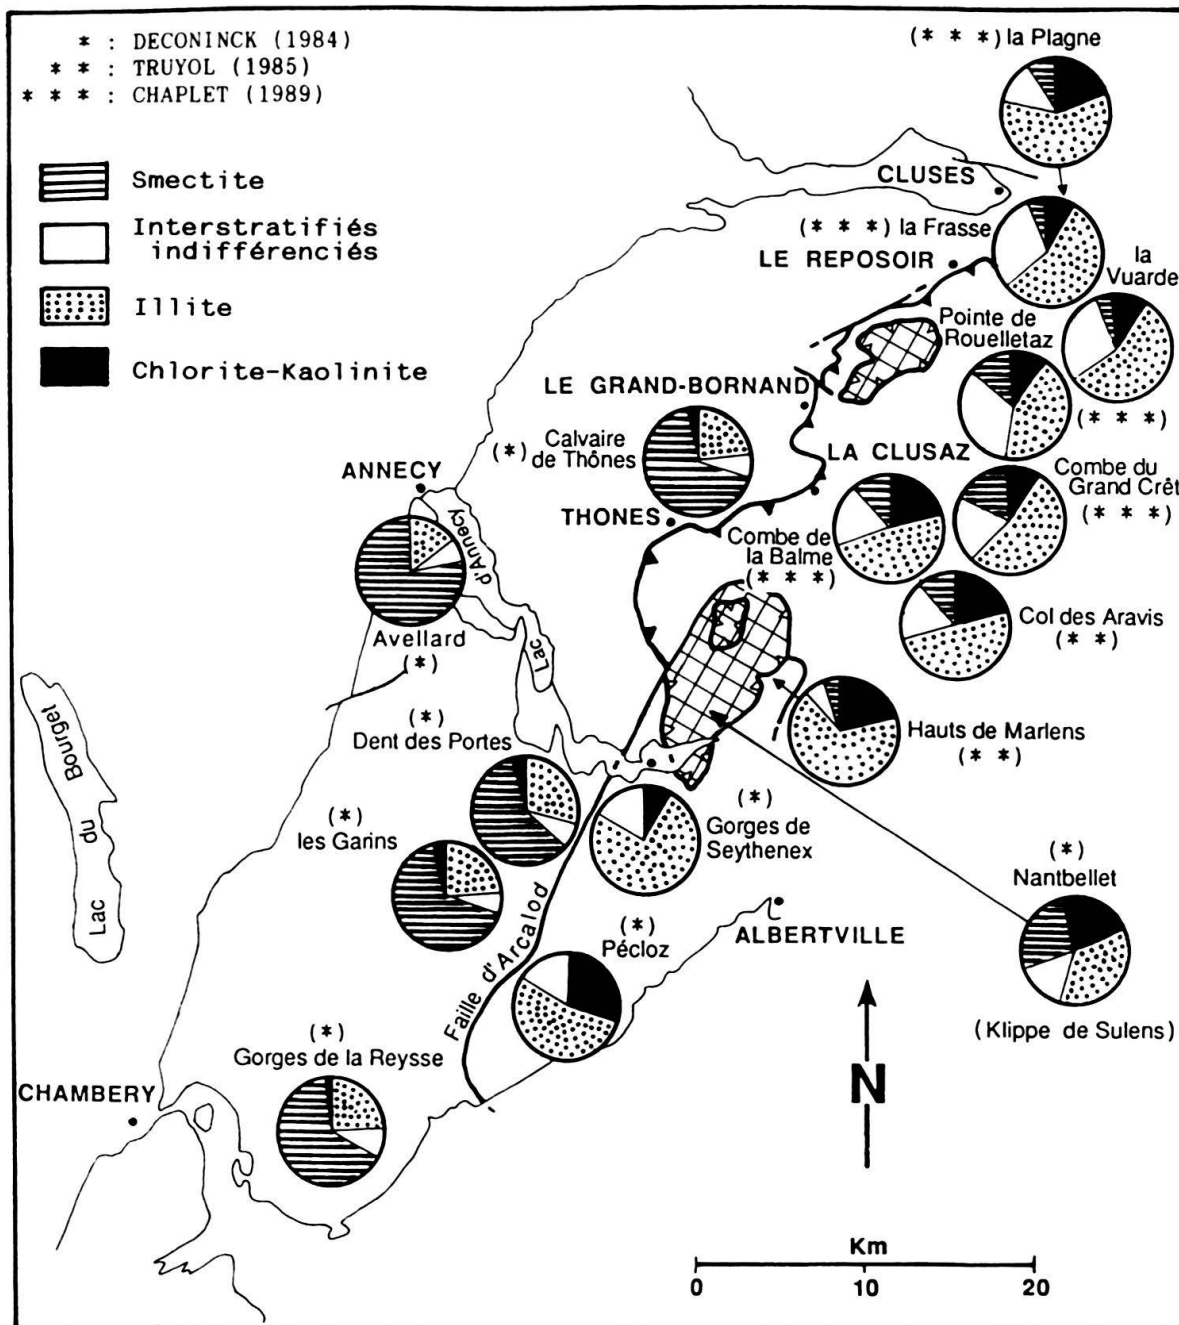 * : DECONINCK (1984)
* * : TRUYOL (1985)
* * * : CHAPLET (1989)
Smectite
Interstratifiés
indifférenciés
Illite
Chlorite-Kaolinite
(* * *) la Plagne
CLUSES
(* * *) la Frasse
LE REPOSOIR
la
Vuarde
(* * *)
Pointe de
Rouelletaz
LE GRAND-BORNAND
(*) Calvaire
de Thônes
LA CLUSAZ
Combe du
Grand Crêt
(* * *)
ANNECY
THONES
Combe de
la Balme
(* * *)
Lac
d'Annecy
Avellard
(*)
Col des Aravis
(* *)
Lac du Bourget
(*)
Dent des Portes
Hauts de Marlens
(* *)
(*)
les Garins
(*)
Gorges de
Seythenex
(*)
Nantbellet
(Klippe de Sulens)
(*)
Pécloz
ALBERTVILLE
Faille d'Arcalod
(*)
Gorges de la Reysse
CHAMBERY
N
Km
0 10 20